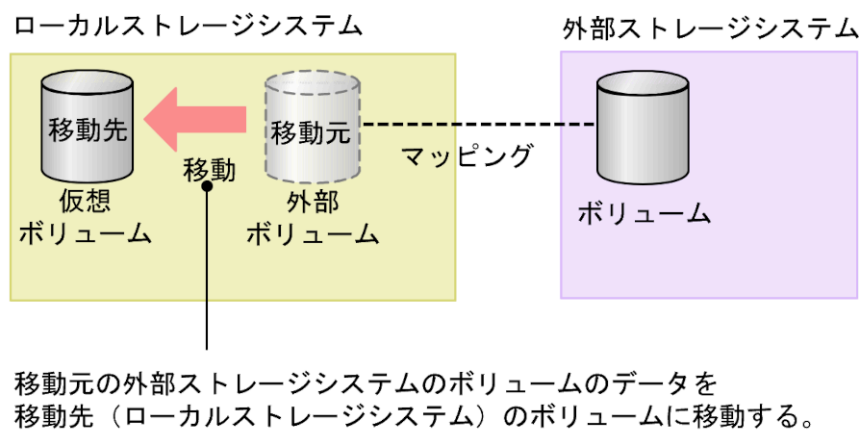 ローカルストレージシステム
外部ストレージシステム
移動先
移動元
マッピング
移動
仮想
ボリューム
外部
ボリューム
ボリューム
移動元の外部ストレージシステムのボリュームのデータを
移動先（ローカルストレージシステム）のボリュームに移動する。